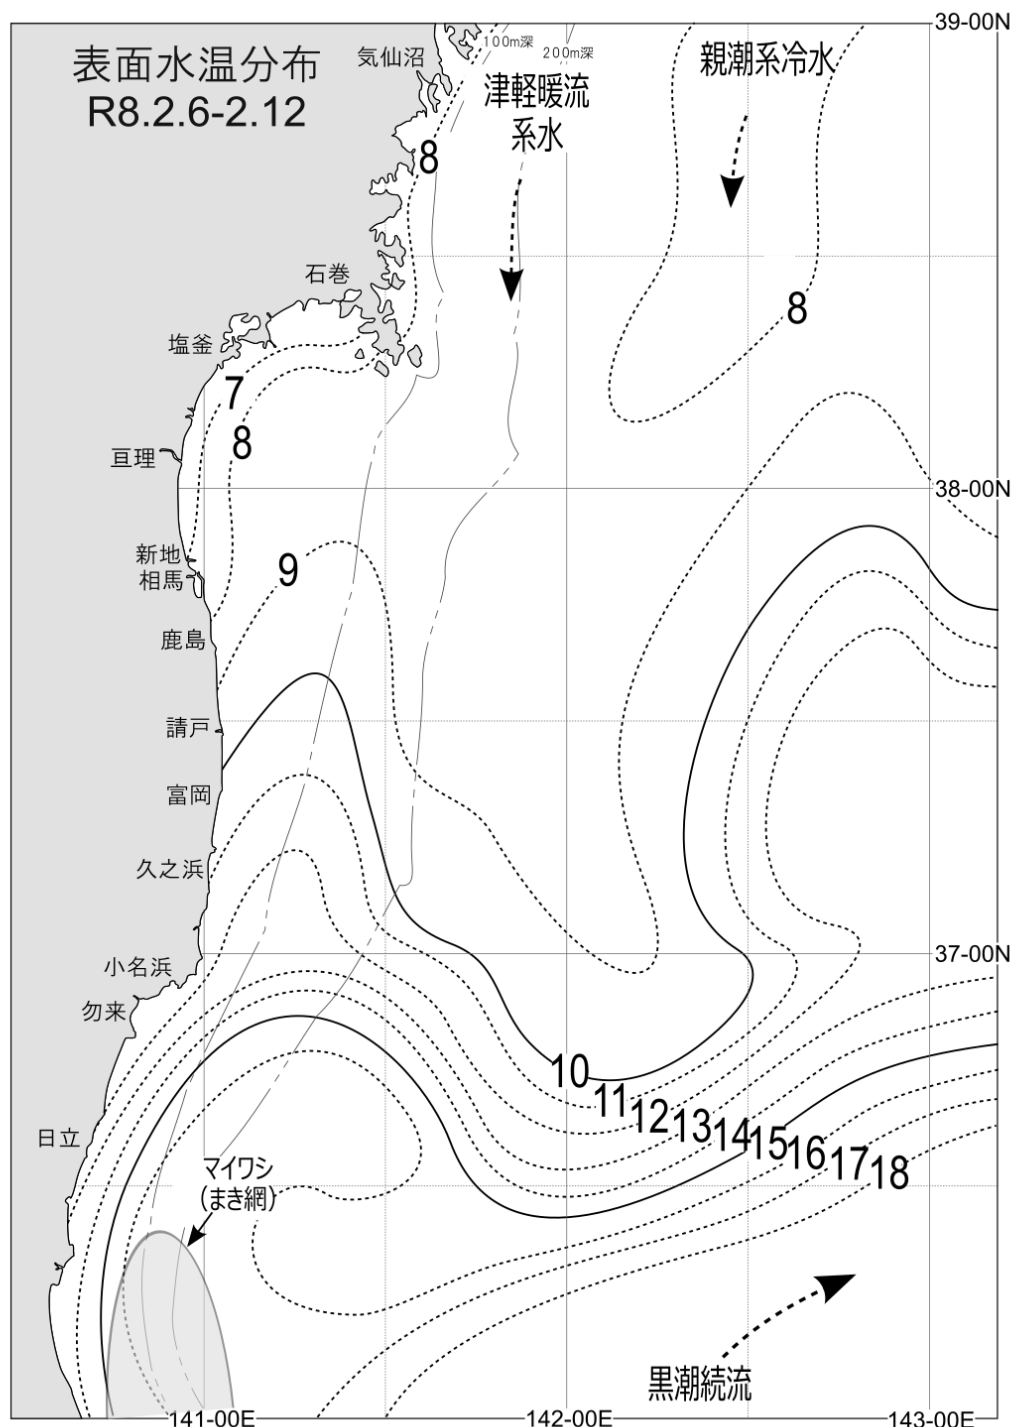 表面水温分布
R8.2.6-2.12
39-00N
気仙沼
100m深
200m深
津軽暖流
系水
親潮系冷水
8
石巻
8
塩釜
7
8
亘理
38-00N
新地
相馬
9
鹿島
請戸
富岡
久之浜
37-00N
小名浜
勿来
10
11
12
13
14
15
16
17
18
日立
マイワシ
(まき網)
黒潮続流
141-00E
142-00E
143-00E